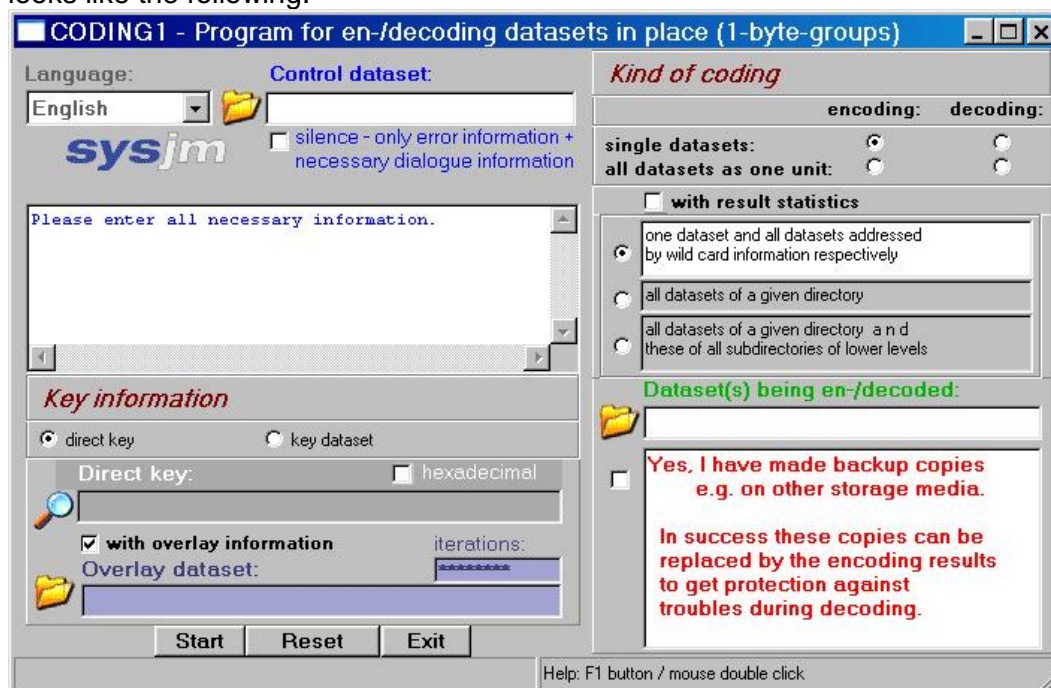 looks like the following:
CODING1 - Program for en-/decoding datasets in place (1-byte-groups)
Language:
Control dataset:
English
sysjm
silence - only error information +
necessary dialogue information
Please enter all necessary information.
Key information
direct key
key dataset
Direct key:
hexadecimal
with overlay information
iterations:
Overlay dataset:
********
Start
Reset
Exit
Kind of coding
encoding:
decoding:
single datasets:
all datasets as one unit:
with result statistics
one dataset and all datasets addressed
by wild card information respectively
all datasets of a given directory
all datasets of a given directory a n d
these of all subdirectories of lower levels
Dataset(s) being en-/decoded:
Yes, I have made backup copies
e.g. on other storage media.
In success these copies can be
replaced by the encoding results
to get protection against
troubles during decoding.
Help: F1 button / mouse double click